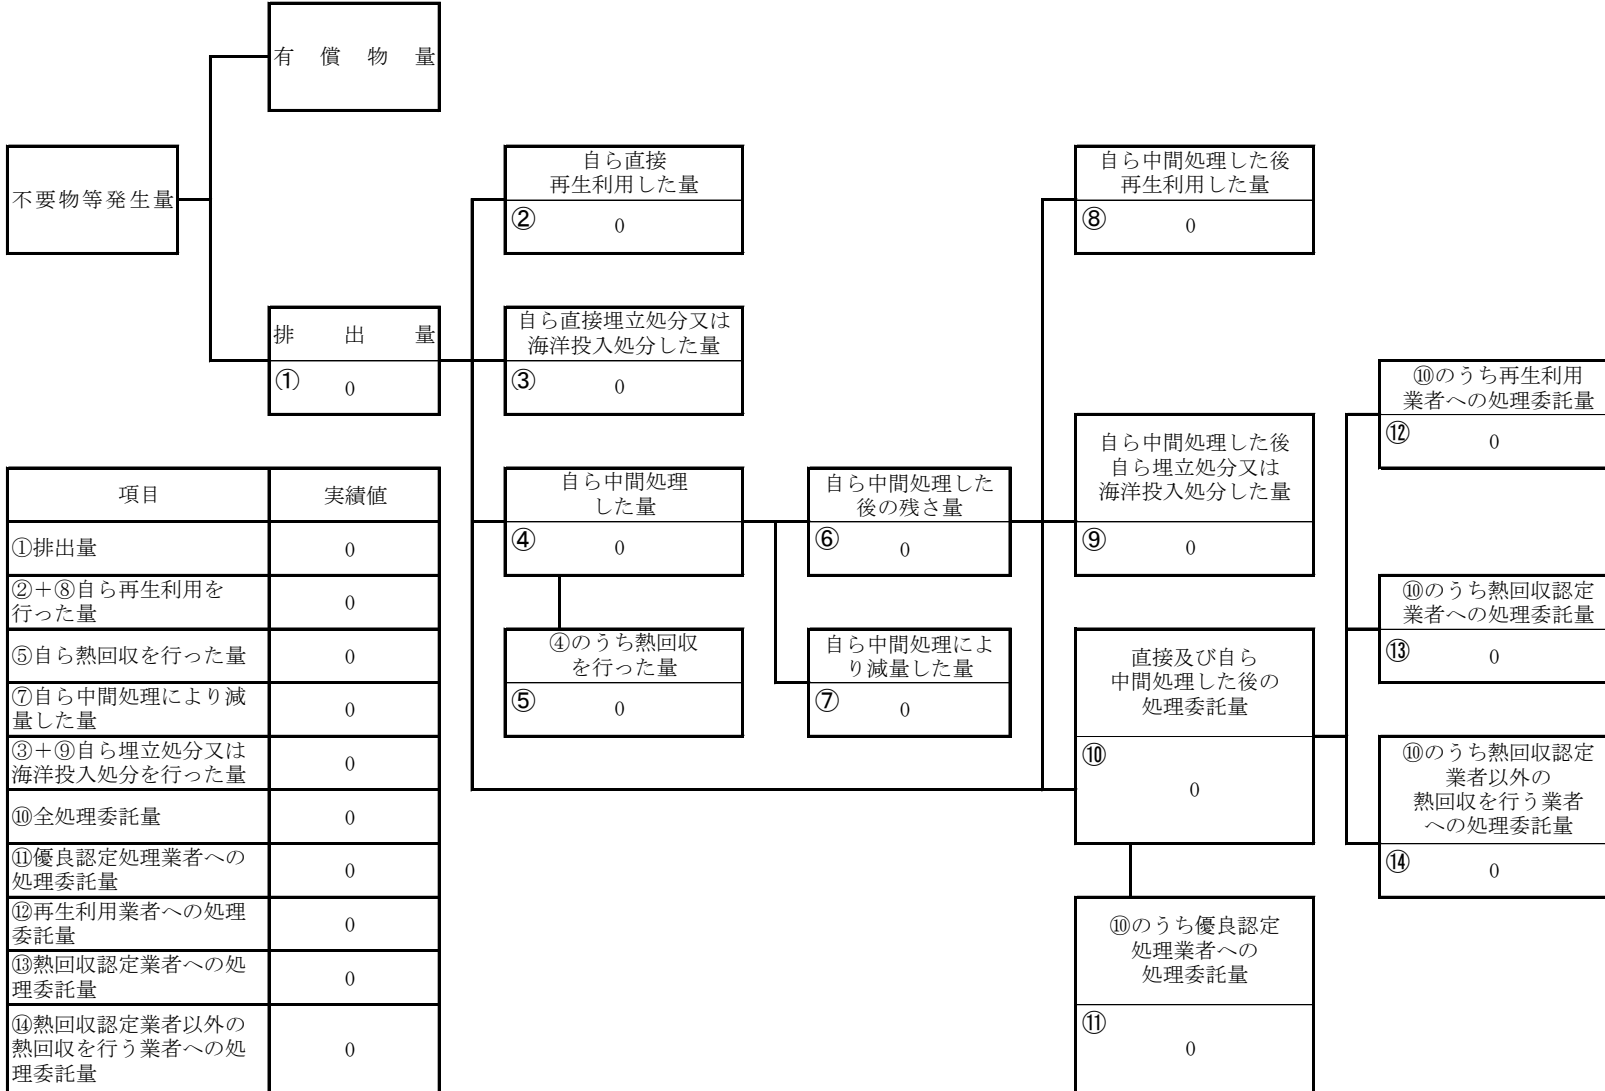 有償物量
不要物等発生量
排出量
① 0
自ら直接
再生利用した量
② 0
自ら直接埋立処分又は
海洋投入処分した量
③ 0
自ら中間処理
した量
④ 0
④のうち熱回収
を行った量
⑤ 0
自ら中間処理した
後の残さ量
⑥ 0
自ら中間処理によ
り減量した量
⑦ 0
自ら中間処理した後
再生利用した量
⑧ 0
自ら中間処理した後
自ら埋立処分又は
海洋投入処分した量
⑨ 0
直接及び自ら
中間処理した後の
処理委託量
⑩
0
⑩のうち優良認定
処理業者への
処理委託量
⑪
0
⑩のうち再生利用
業者への処理委託量
⑫ 0
⑩のうち熱回収認定
業者への処理委託量
⑬ 0
⑩のうち熱回収認定
業者以外の
熱回収を行う業者
への処理委託量
⑭ 0
項目 実績値
①排出量 0
②+⑧自ら再生利用を
行った量 0
⑤自ら熱回収を行った量 0
⑦自ら中間処理により減
量した量 0
③+⑨自ら埋立処分又は
海洋投入処分を行った量 0
⑩全処理委託量 0
⑪優良認定処理業者への
処理委託量 0
⑫再生利用業者への処理
委託量 0
⑬熱回収認定業者への処
理委託量 0
⑭熱回収認定業者以外の
熱回収を行う業者への処 0
理委託量